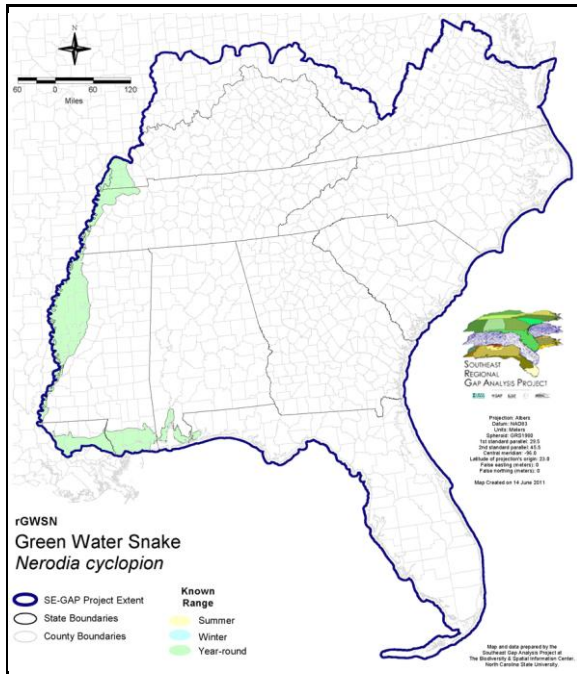 N
60 0 60 120
Miles
SOUTHEAST
REGIONAL
GAP ANALYSIS PROJECT
Projection: Albers
Datum: NAD83
Units: Meters
Spheroid: GRS1980
1st standard parallel: 29.5
2nd standard parallel: 45.5
Central meridian: -96.0
Latitude of projection's origin: 23.0
False easting (meters): 0
False northing (meters): 0
Map Created on 14 June 2011
rGWSN
Green Water Snake
Nerodia cyclopion
SE-GAP Project Extent
State Boundaries
County Boundaries
Known
Range
Summer
Winter
Year-round
Map and data prepared by the
Southeast Gap Analysis Project at
The Biodiversity & Spatial Information Center,
North Carolina State University.